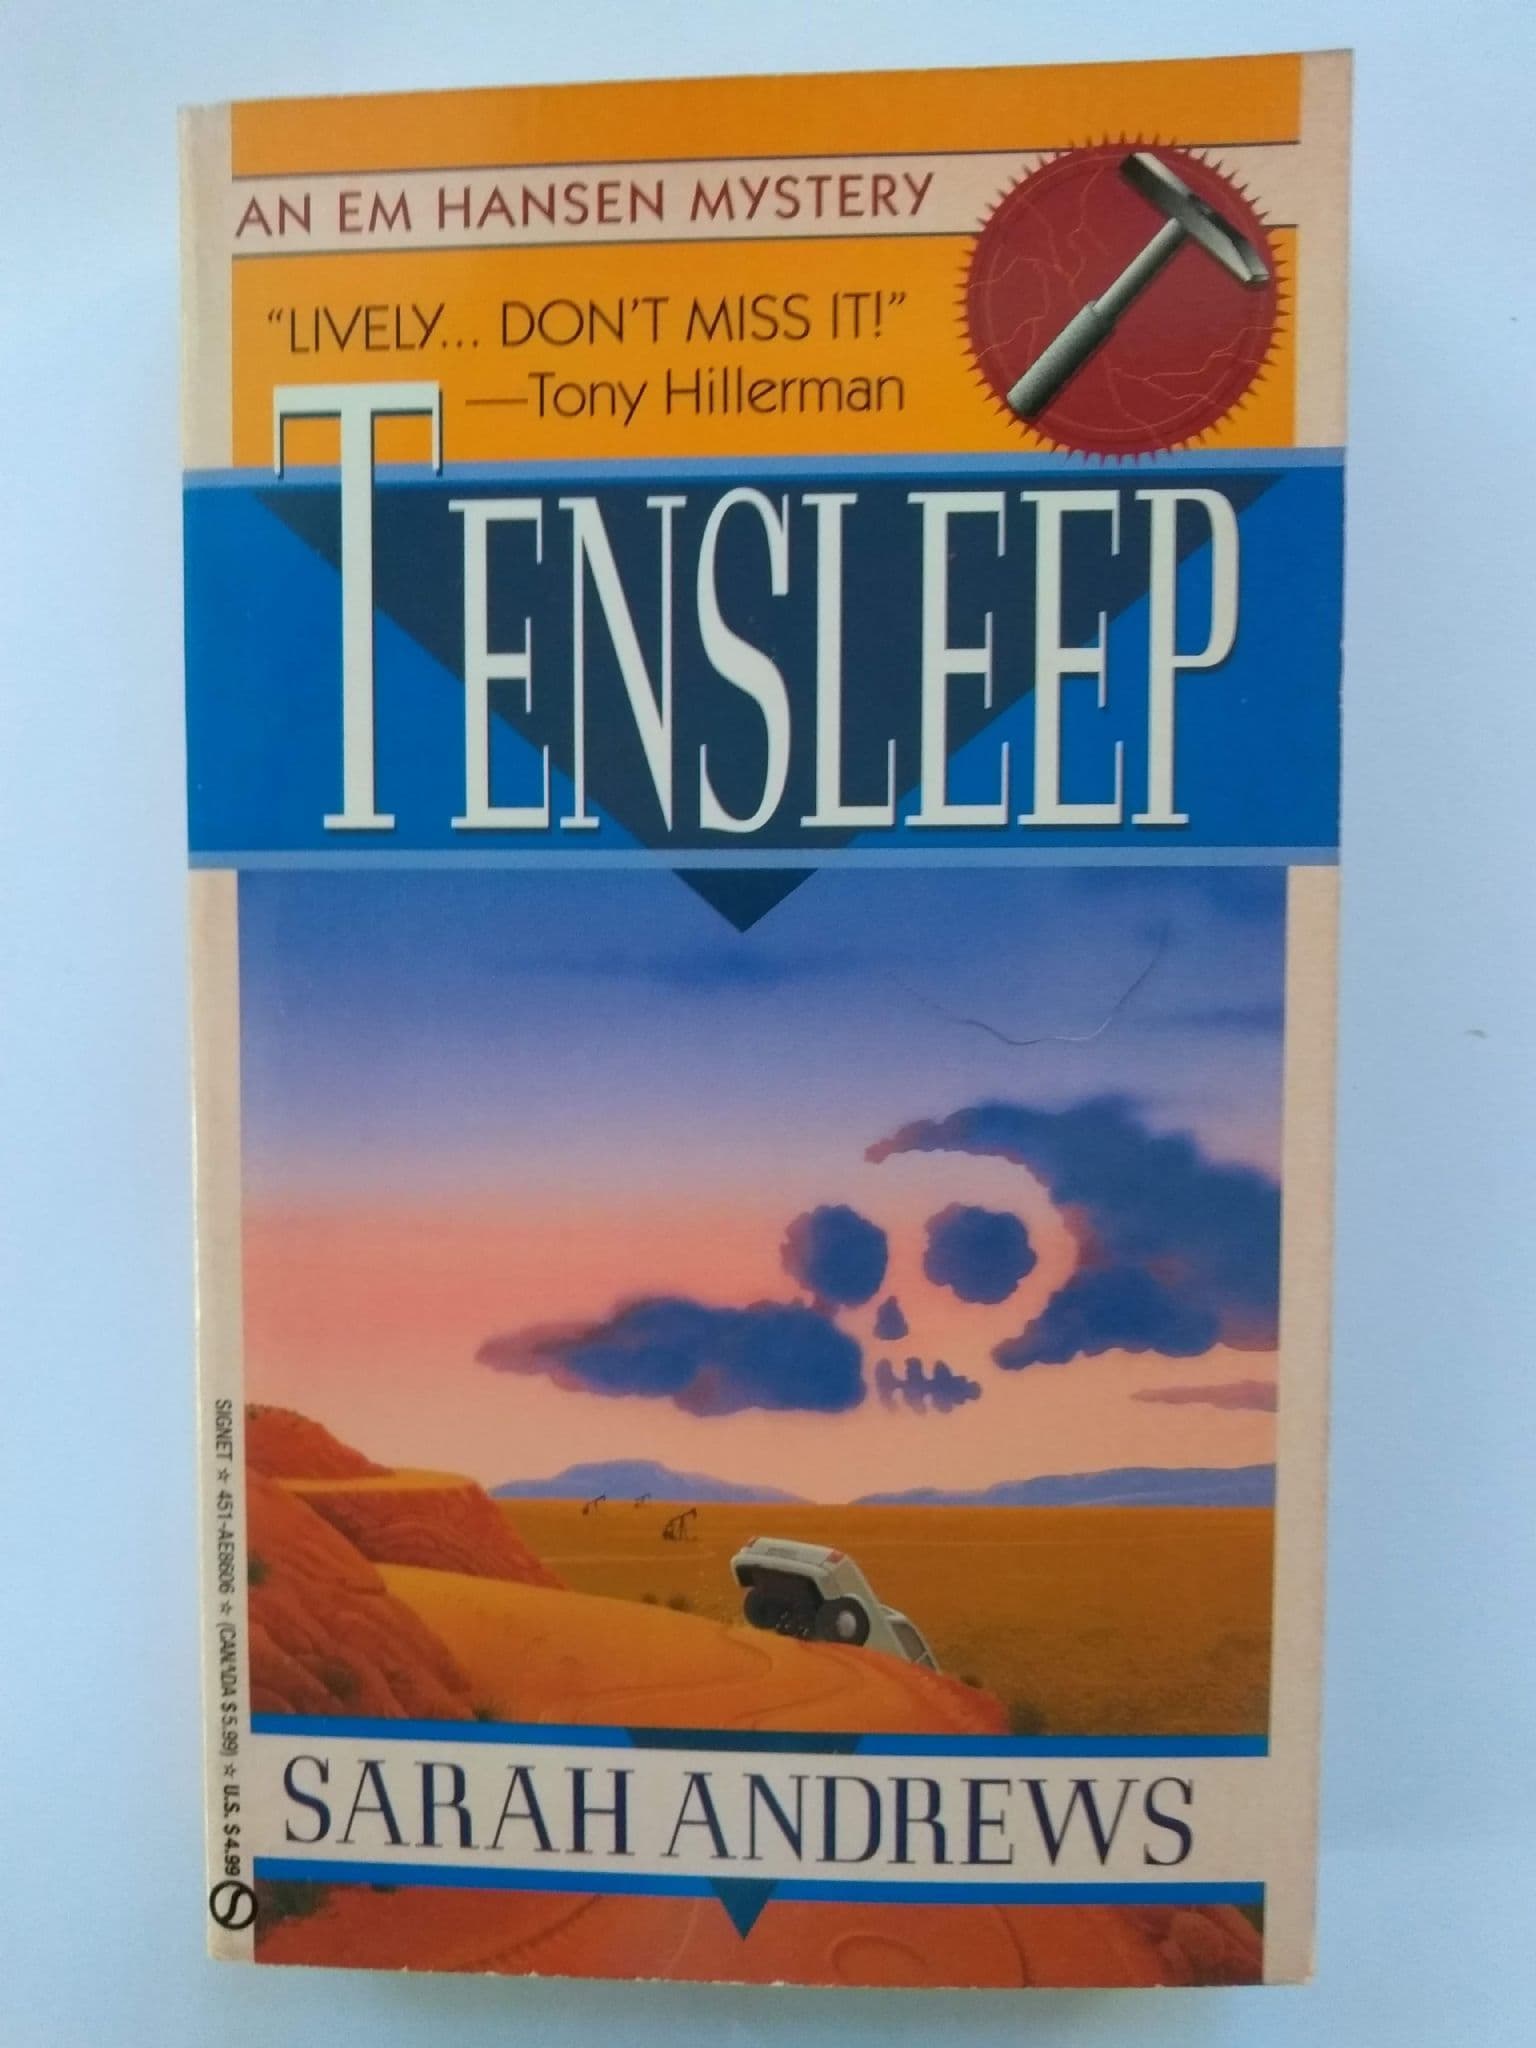 AN EM HANSEN MYSTERY
“LIVELY... DON'T MISS IT!”
—Tony Hillerman
TENSLEEP
SIGNET ☆ 451-AE8606 ☆ (CANADA $5.99) ☆ U.S. $4.99
SARAH ANDREWS